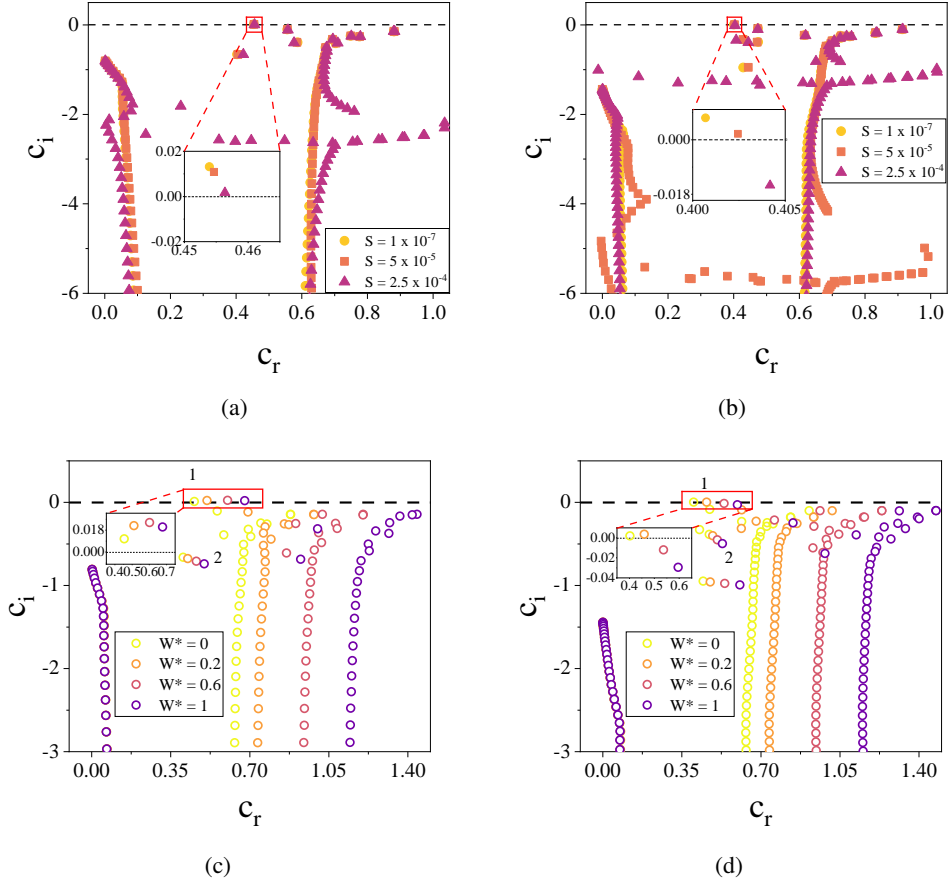 0
-2
-4
-6
c_i
0.02
0.00
-0.02
0.45
0.46
S = 1 x 10^-7
S = 5 x 10^-5
S = 2.5 x 10^-4
0.0
0.2
0.4
0.6
0.8
1.0
c_r
(a)
0
-2
-4
-6
c_i
0.000
-0.018
0.400
0.405
S = 1 x 10^-7
S = 5 x 10^-5
S = 2.5 x 10^-4
0.0
0.2
0.4
0.6
0.8
1.0
c_r
(b)
1
0
-1
-2
-3
c_i
0.018
0.000
0.40.50.60.7
2
W* = 0
W* = 0.2
W* = 0.6
W* = 1
0.00
0.35
0.70
1.05
1.40
c_r
(c)
1
0
-1
-2
-3
c_i
0.00
-0.02
-0.04
0.4
0.5
0.6
2
W* = 0
W* = 0.2
W* = 0.6
W* = 1
0.00
0.35
0.70
1.05
1.40
c_r
(d)